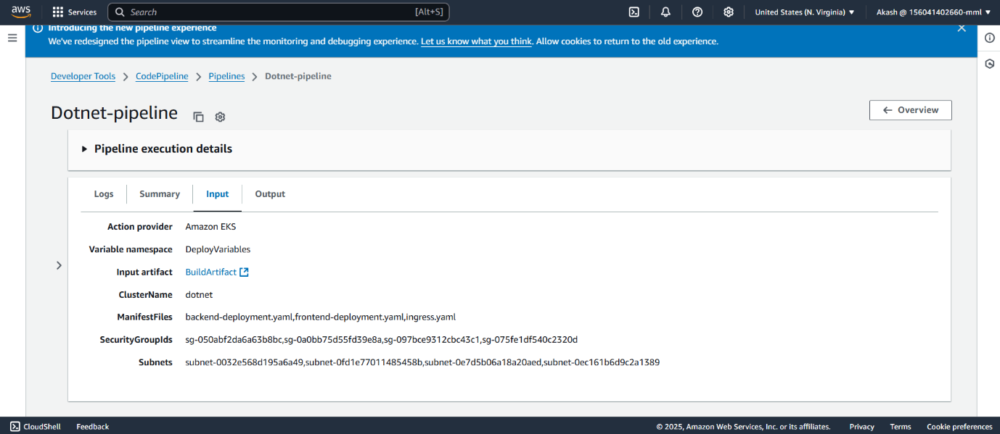 aws Services Search [Alt+S] United States (N. Virginia) Akash @ 156041402660-mml
Introducing the new pipeline experience
We've redesigned the pipeline view to streamline the monitoring and debugging experience. Let us know what you think. Allow cookies to return to the old experience.
Developer Tools > CodePipeline > Pipelines > Dotnet-pipeline
Dotnet-pipeline
Overview
Pipeline execution details
Logs Summary Input Output
Action provider Amazon EKS
Variable namespace DeployVariables
Input artifact BuildArtifact
ClusterName dotnet
ManifestFiles backend-deployment.yaml,frontend-deployment.yaml,ingress.yaml
SecurityGroupIds sg-050abf2da6a63b8bc,sg-0a0bb75d55fd39e8a,sg-097bce9312cbc43c1,sg-075fe1df540c2320d
Subnets subnet-0032e568d195a6a49,subnet-0fd1e77011485458b,subnet-0e7d5b06a18a20aed,subnet-0ec161b6d9c2a1389
CloudShell Feedback © 2025, Amazon Web Services, Inc. or its affiliates. Privacy Terms Cookie preferences